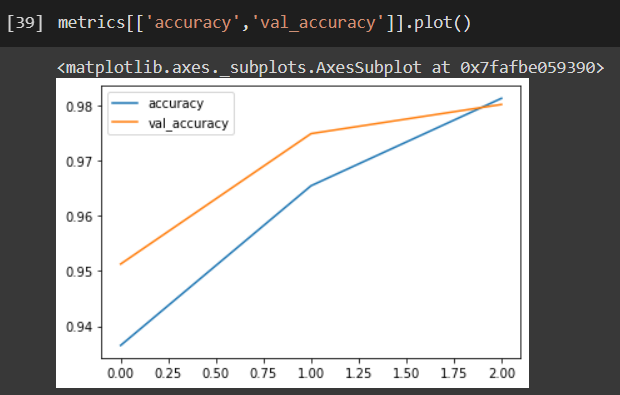 [39] metrics[['accuracy','val_accuracy']].plot()
<matplotlib.axes._subplots.AxesSubplot at 0x7fafbe059390>
accuracy
val_accuracy
0.98
0.97
0.96
0.95
0.94
0.00 0.25 0.50 0.75 1.00 1.25 1.50 1.75 2.00